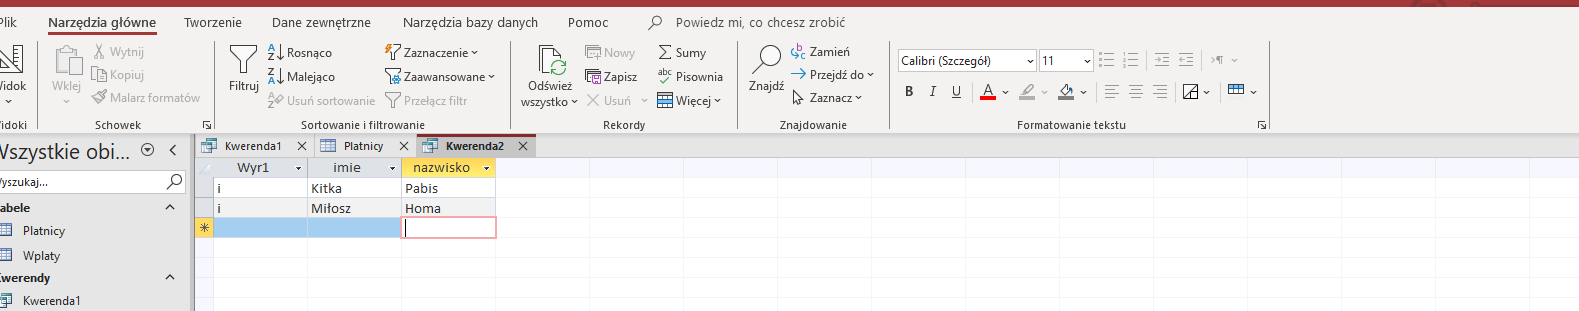 Plik Narzędzia główne Tworzenie Dane zewnętrzne Narzędzia bazy danych Pomoc Powiedz mi, co chcesz zrobić
Widok
Widoki
Wklej
Wytnij
Kopiuj
Malarz formatów
Schowek
Filtruj
Rosnąco
Malejąco
Usuń sortowanie
Zaznaczenie
Zaawansowane
Przełącz filtr
Sortowanie i filtrowanie
Odśwież
wszystko
Nowy
Zapisz
Usuń
Sumy
Pisownia
Więcej
Rekordy
Znajdź
Zamień
Przejdź do
Zaznacz
Znajdowanie
Calibri (Szczegół) 11
B I U
Formatowanie tekstu
Wszystkie obi...
Wyszukaj...
Tabele
Platnicy
Wplaty
Kwerendy
Kwerenda1
Kwerenda1 Platnicy Kwerenda2
Wyr1 imie nazwisko
i Kitka Pabis
i Miłosz Homa